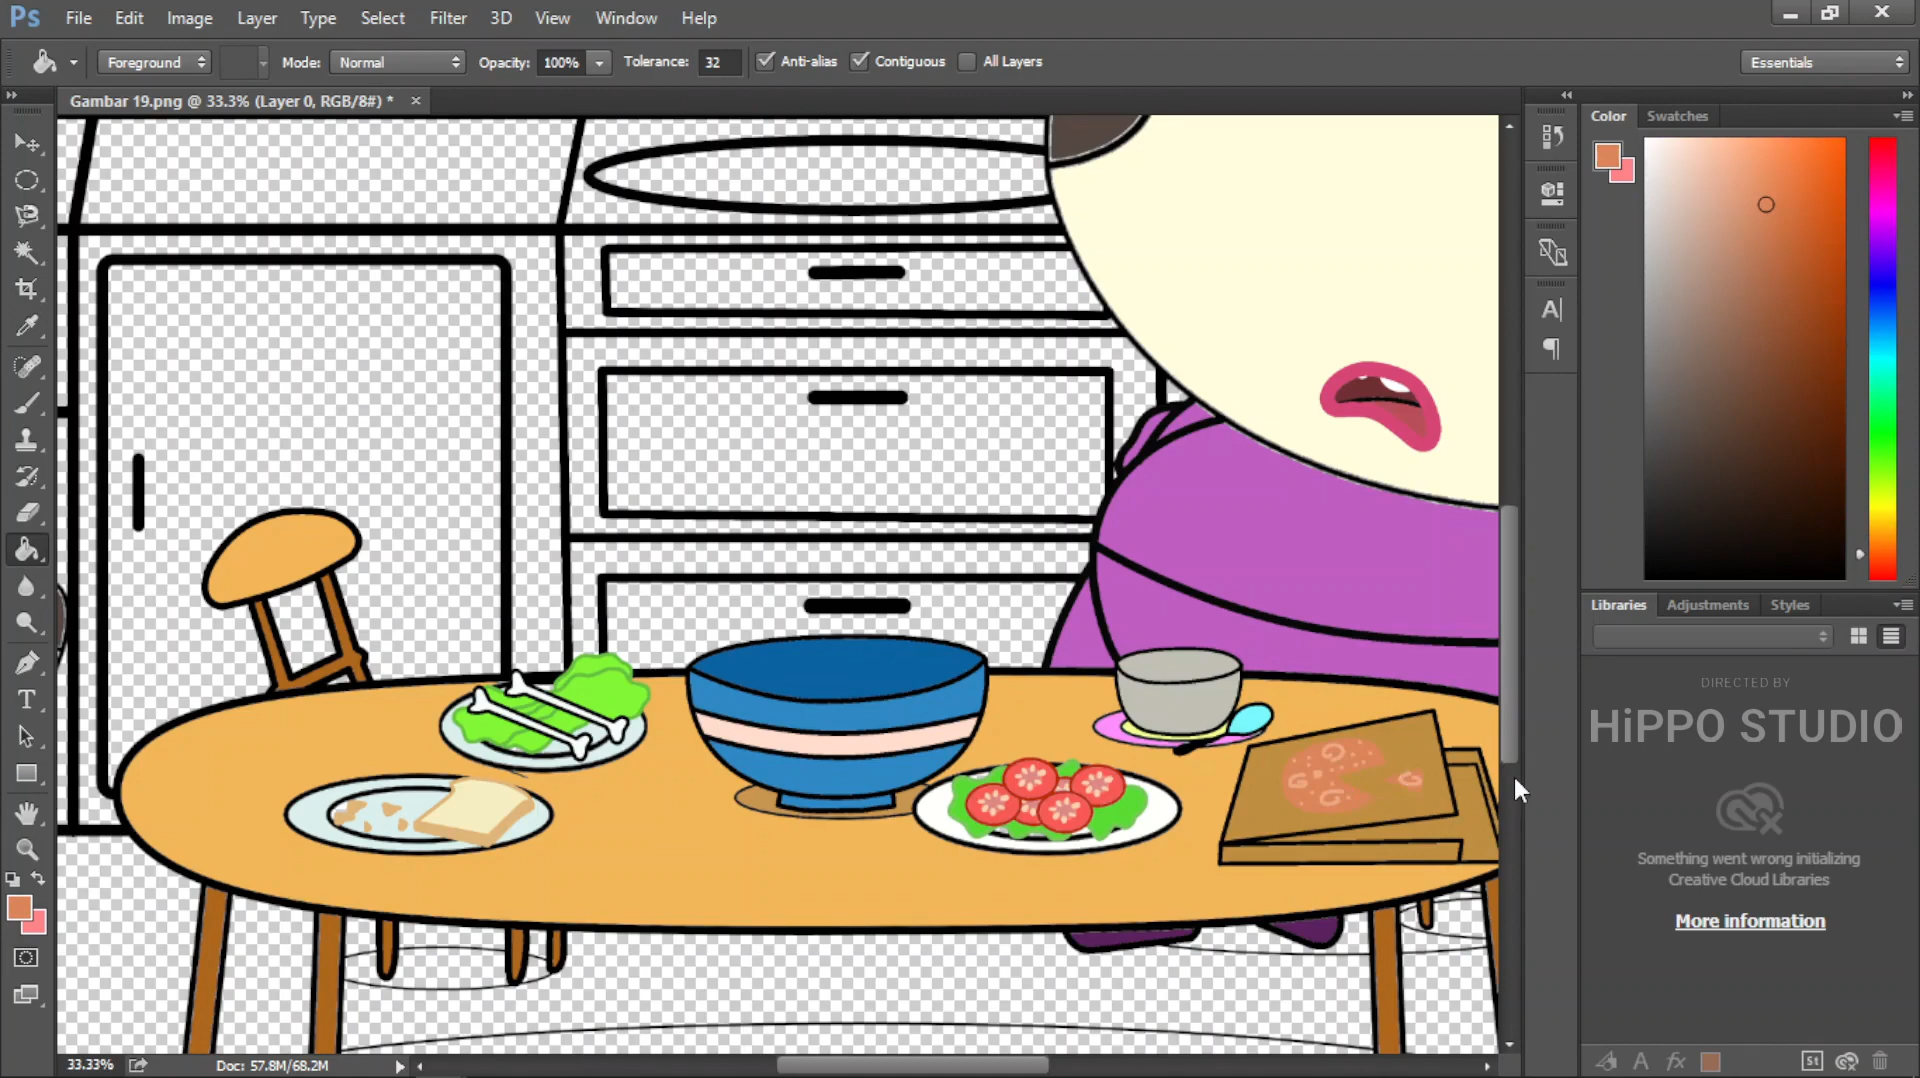 Ps File Edit Image Layer Type Select Filter 3D View Window Help
Foreground Mode: Normal Opacity: 100% Tolerance: 32 Anti-alias Contiguous All Layers Essentials
Gambar 19.png @ 33.3% (Layer 0, RGB/8#) *
Color Swatches
Libraries Adjustments Styles
DIRECTED BY
HiPPO STUDIO
Something went wrong initializing
Creative Cloud Libraries
More information
33.33% Doc: 57.8M/68.2M